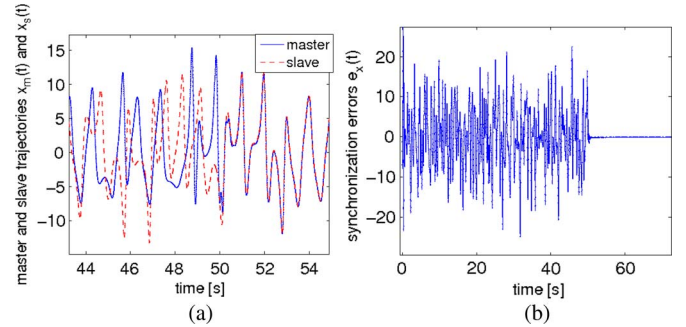 master and slave trajectories x_m(t) and x_s(t)
15
10
5
0
−5
−10
44 46 48 50 52 54
time [s]
master
slave
(a)
synchronization errors e_x(t)
20
10
0
−10
−20
0 20 40 60
time [s]
(b)